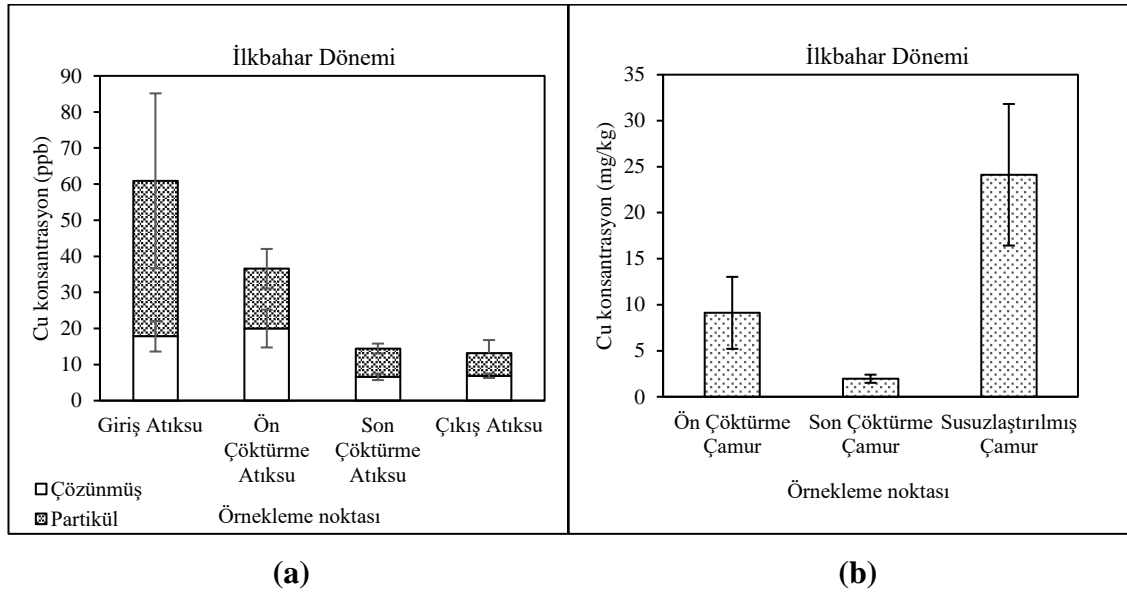 İlkbahar Dönemi
Cu konsantrasyon (ppb)
90
80
70
60
50
40
30
20
10
0
Giriş Atıksu
Ön
Çöktürme
Atıksu
Son
Çöktürme
Atıksu
Çıkış Atıksu
Çözünmüş
Partikül
Örnekleme noktası
(a)
İlkbahar Dönemi
Cu konsantrasyon (mg/kg)
35
30
25
20
15
10
5
0
Ön Çöktürme
Çamur
Son Çöktürme
Çamur
Susuzlaştırılmış
Çamur
Örnekleme noktası
(b)